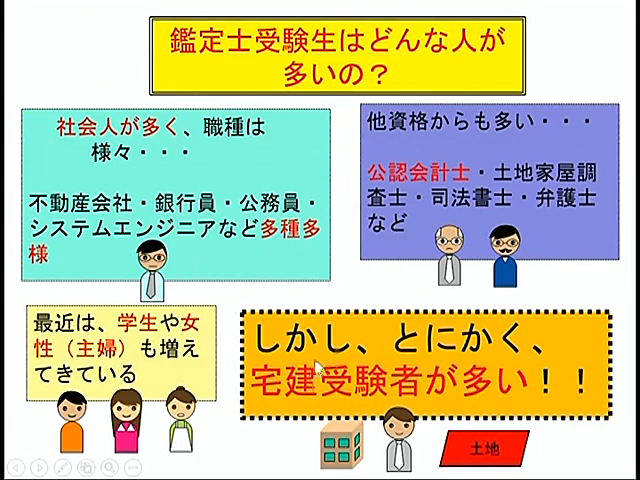 鑑定士受験生はどんな人が
多いの？
社会人が多く、職種は
様々・・・
不動産会社・銀行員・公務員・
システムエンジニアなど多種多
様
他資格からも多い・・・
公認会計士・土地家屋調
査士・司法書士・弁護士
など
最近は、学生や女
性（主婦）も増え
てきている
しかし、とにかく、
宅建受験者が多い！！
土地